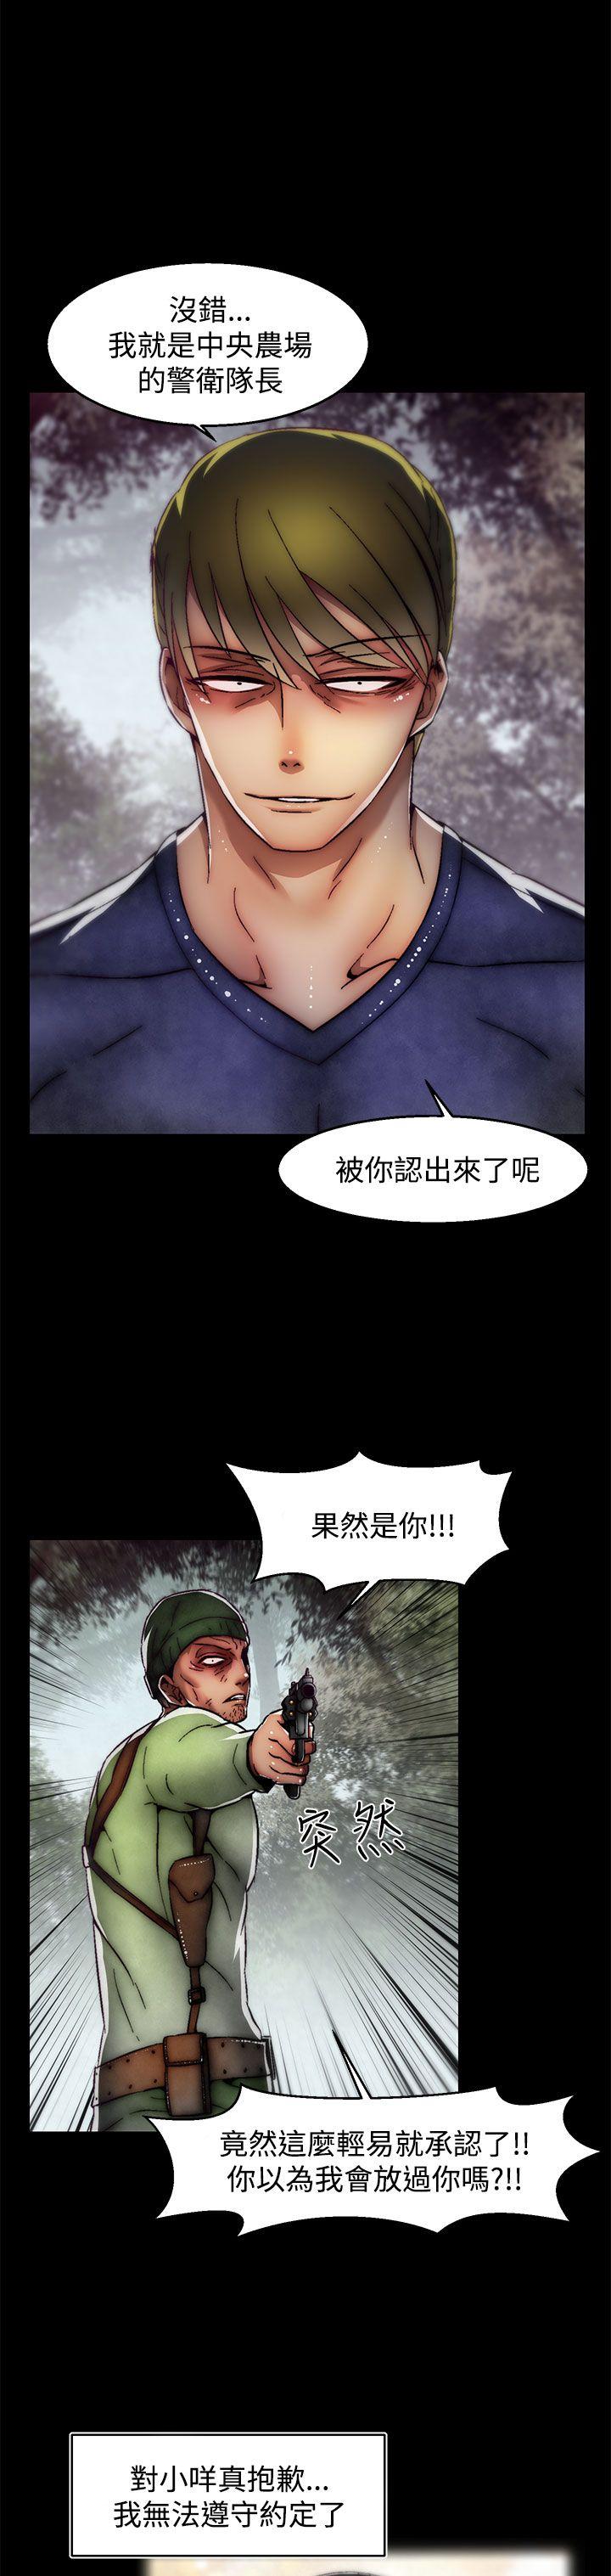 沒錯...
我就是中央農場
的警衛隊長
被你認出來了呢
果然是你!!!
突然
竟然這麼輕易就承認了!!
你以為我會放過你嗎?!!
對小咩真抱歉...
我無法遵守約定了